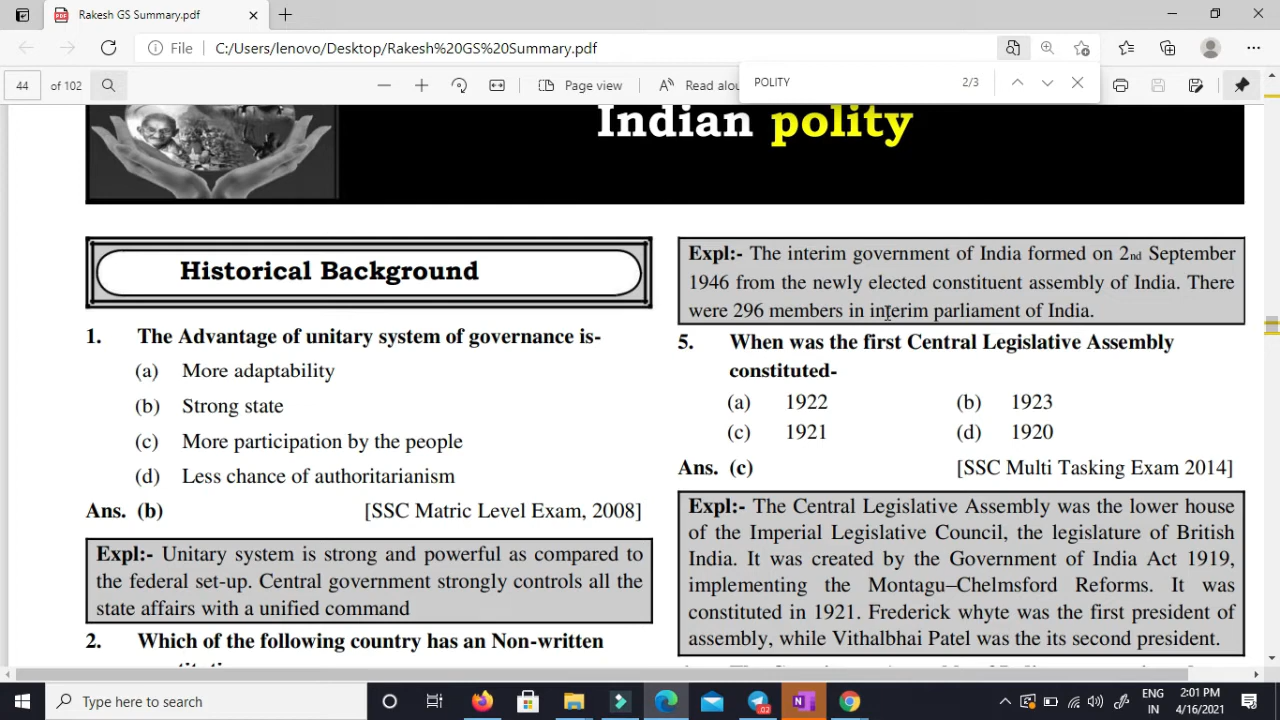 Rakesh GS Summary.pdf
File
C:/Users/lenovo/Desktop/Rakesh%20GS%20Summary.pdf
44 of 102
Page view
Read alou
POLITY
2/3
Indian polity
Historical Background
1. The Advantage of unitary system of governance is-
(a) More adaptability
(b) Strong state
(c) More participation by the people
(d) Less chance of authoritarianism
Ans. (b) [SSC Matric Level Exam, 2008]
Expl:- Unitary system is strong and powerful as compared to
the federal set-up. Central government strongly controls all the
state affairs with a unified command
2. Which of the following country has an Non-written
Expl:- The interim government of India formed on 2nd September
1946 from the newly elected constituent assembly of India. There
were 296 members in interim parliament of India.
5. When was the first Central Legislative Assembly
constituted-
(a) 1922 (b) 1923
(c) 1921 (d) 1920
Ans. (c) [SSC Multi Tasking Exam 2014]
Expl:- The Central Legislative Assembly was the lower house
of the Imperial Legislative Council, the legislature of British
India. It was created by the Government of India Act 1919,
implementing the Montagu–Chelmsford Reforms. It was
constituted in 1921. Frederick whyte was the first president of
assembly, while Vithalbhai Patel was the its second president.
Type here to search
ENG
IN
2:01 PM
4/16/2021